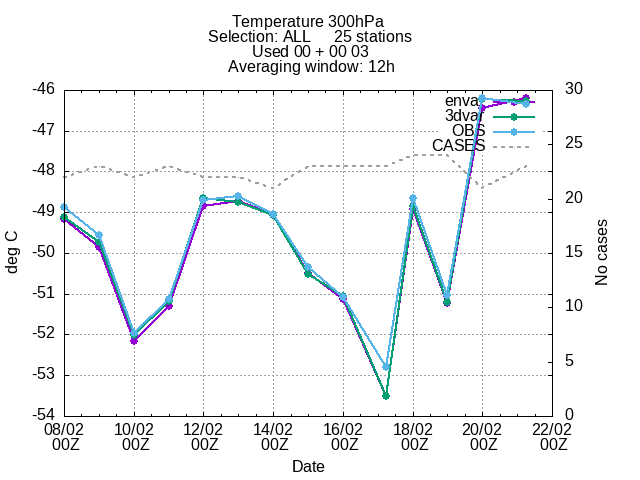 Temperature 300hPa
Selection: ALL 25 stations
Used 00 + 00 03
Averaging window: 12h
-46
-47
-48
-49
-50
-51
-52
-53
-54
deg C
30
25
20
15
10
5
0
No cases
envar
3dvar
OBS
CASES
08/02 10/02 12/02 14/02 16/02 18/02 20/02 22/02
00Z 00Z 00Z 00Z 00Z 00Z 00Z 00Z
Date